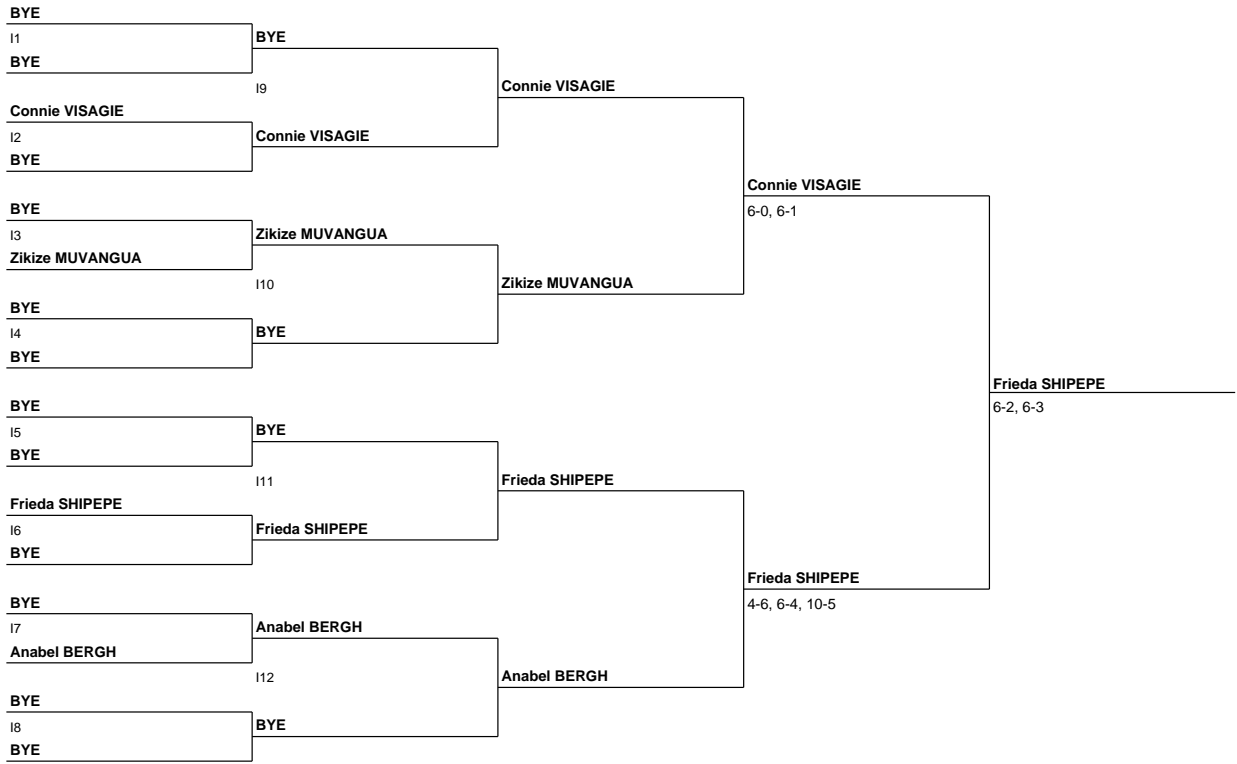 BYE
I1
BYE
BYE
I9
Connie VISAGIE
Connie VISAGIE
I2
BYE
Connie VISAGIE
Connie VISAGIE
6-0, 6-1
BYE
I3
Zikize MUVANGUA
Zikize MUVANGUA
I10
Zikize MUVANGUA
BYE
I4
BYE
BYE
Frieda SHIPEPE
6-2, 6-3
BYE
I5
BYE
BYE
I11
Frieda SHIPEPE
Frieda SHIPEPE
I6
BYE
Frieda SHIPEPE
Frieda SHIPEPE
4-6, 6-4, 10-5
BYE
I7
Anabel BERGH
Anabel BERGH
I12
Anabel BERGH
BYE
I8
BYE
BYE